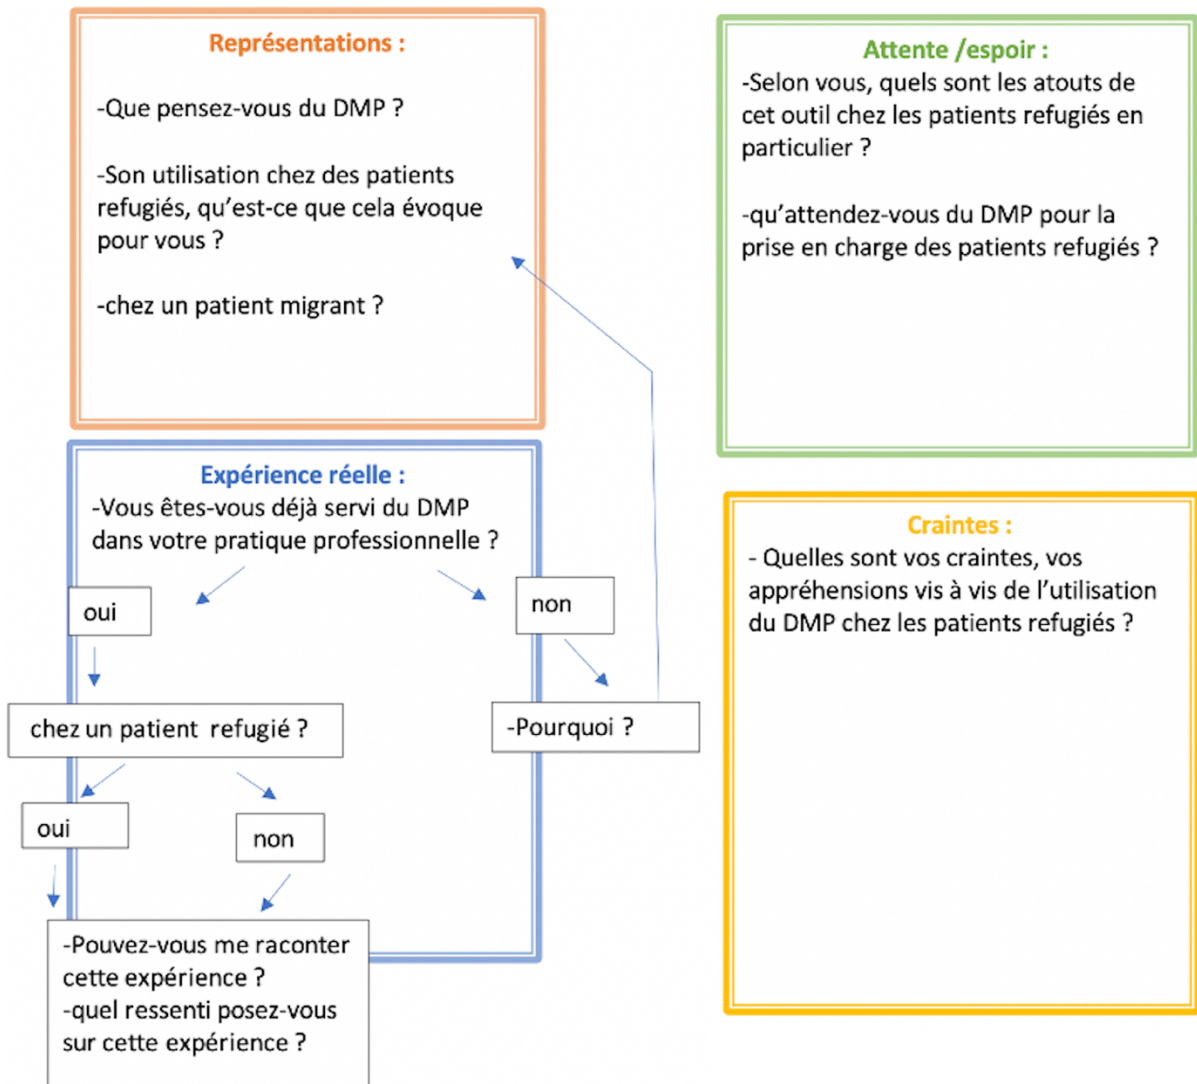 Représentations :
-Que pensez-vous du DMP ?
-Son utilisation chez des patients
refugiés, qu'est-ce que cela évoque
pour vous ?
-chez un patient migrant ?
Attente /espoir :
-Selon vous, quels sont les atouts de
cet outil chez les patients refugiés en
particulier ?
-qu'attendez-vous du DMP pour la
prise en charge des patients refugiés ?
Expérience réelle :
-Vous êtes-vous déjà servi du DMP
dans votre pratique professionnelle ?
oui
non
chez un patient refugié ?
-Pourquoi ?
oui
non
-Pouvez-vous me raconter
cette expérience ?
-quel ressenti posez-vous
sur cette expérience ?
Craintes :
- Quelles sont vos craintes, vos
appréhensions vis à vis de l'utilisation
du DMP chez les patients refugiés ?